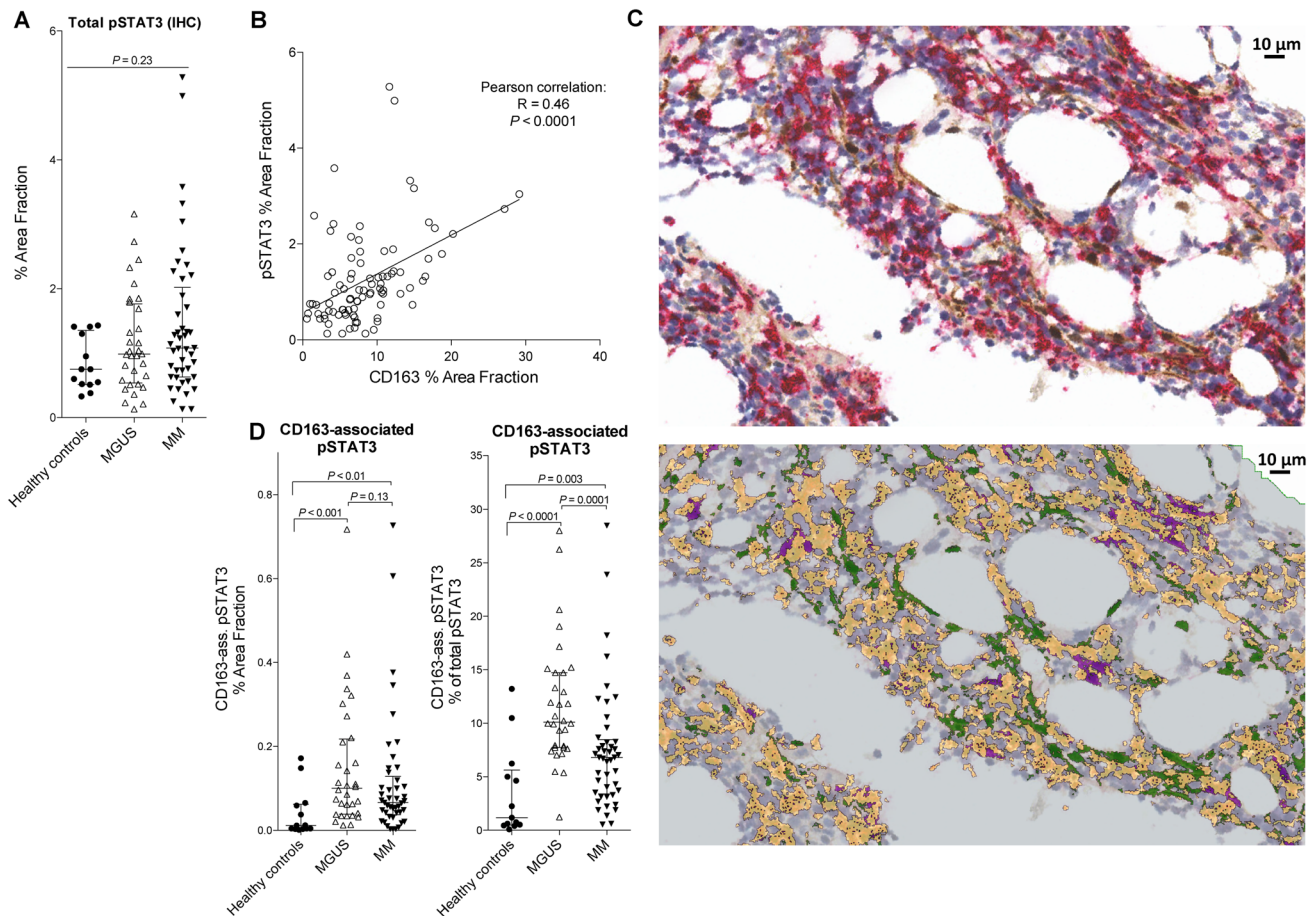 A
Total pSTAT3 (IHC)
P = 0.23
% Area Fraction
6
4
2
0
Healthy controls
MGUS
MM
B
Pearson correlation:
R = 0.46
P < 0.0001
pSTAT3 % Area Fraction
6
4
2
0
0
10
20
30
40
CD163 % Area Fraction
C
10 µm
10 µm
D
CD163-associated
pSTAT3
P < 0.01
P = 0.13
P < 0.001
CD163-ass. pSTAT3
% Area Fraction
0.8
0.6
0.4
0.2
0.0
Healthy controls
MGUS
MM
CD163-associated
pSTAT3
P = 0.003
P = 0.0001
P < 0.0001
CD163-ass. pSTAT3
% of total pSTAT3
35
30
25
20
15
10
5
0
Healthy controls
MGUS
MM